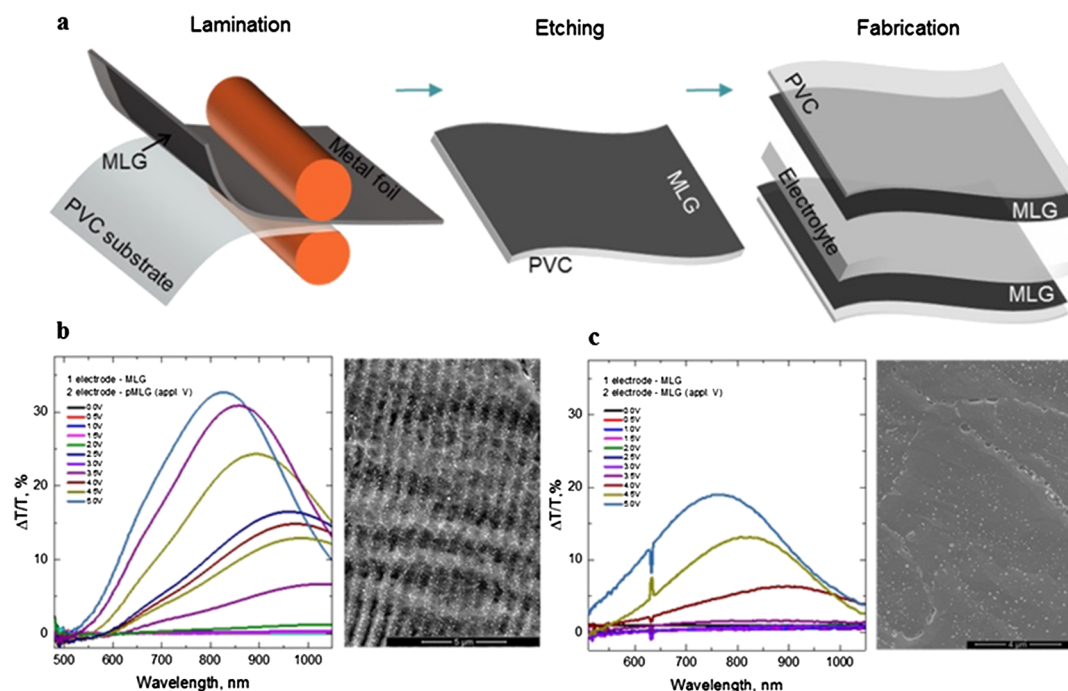 a
Lamination
Etching
Fabrication
MLG
Metal foil
PVC substrate
MLG
PVC
PVC
MLG
Electrolyte
MLG
b
1 electrode - MLG
2 electrode - pMLG (appl. V)
0.0V
0.5V
1.0V
1.5V
2.0V
2.5V
3.0V
3.5V
4.0V
4.5V
5.0V
ΔT/T, %
30
20
10
0
500 600 700 800 900 1000
Wavelength, nm
5 µm
c
1 electrode - MLG
2 electrode - MLG (appl. V)
0.0V
0.5V
1.0V
1.5V
2.0V
2.5V
3.0V
3.5V
4.0V
4.5V
5.0V
ΔT/T, %
30
20
10
0
600 700 800 900 1000
Wavelength, nm
4 µm